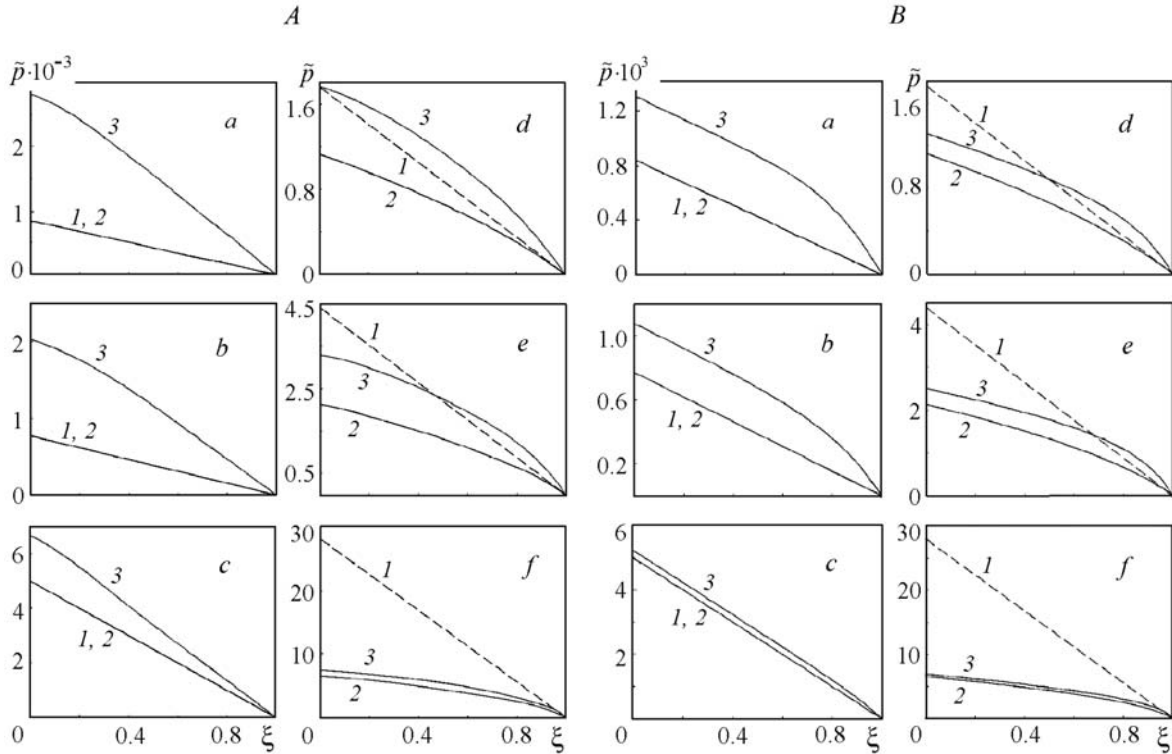 A B
p̃·10⁻³ p̃ p̃·10³ p̃
2 3 a 1.6 3 d 1.2 3 a 1.6 1 d
1 0.8 1 0.8 3
1, 2 2 0.4 1, 2 0.8 2
0 0 0 0
2 3 b 4.5 1 e 1.0 3 b 4 1 e
1 2.5 3 0.6 2 3
1, 2 2 1, 2 2
0 0.5 0.2 0
6 3 c 30 1 f 6 3 c 30 1 f
4 20 4 20
2 1, 2 10 3 2 1, 2 10 3
0 0 2 0 0 2
0.4 0.8 ξ 0.4 0.8 ξ 0.4 0.8 ξ 0.4 0.8 ξ